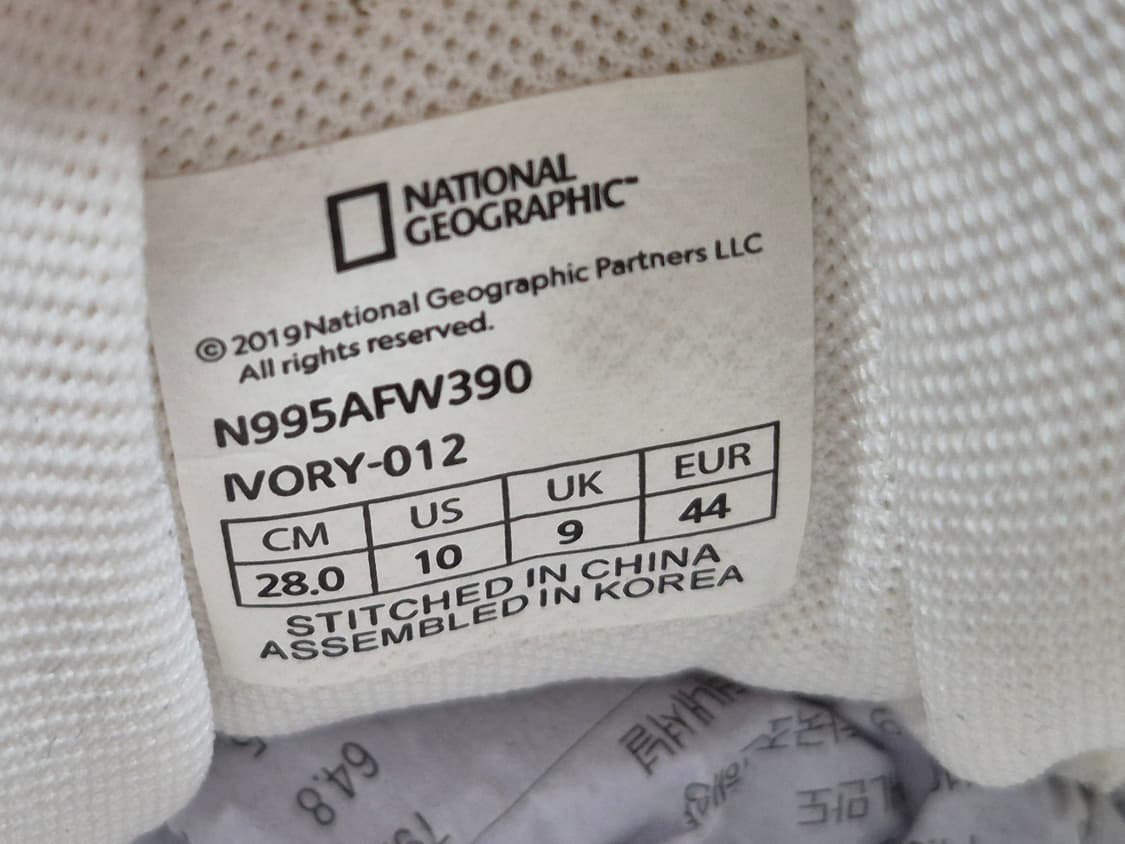 NATIONAL
GEOGRAPHIC™
© 2019 National Geographic Partners LLC
All rights reserved.
N995AFW390
IVORY-012
CM US UK EUR
28.0 10 9 44
STITCHED IN CHINA
ASSEMBLED IN KOREA
64.8